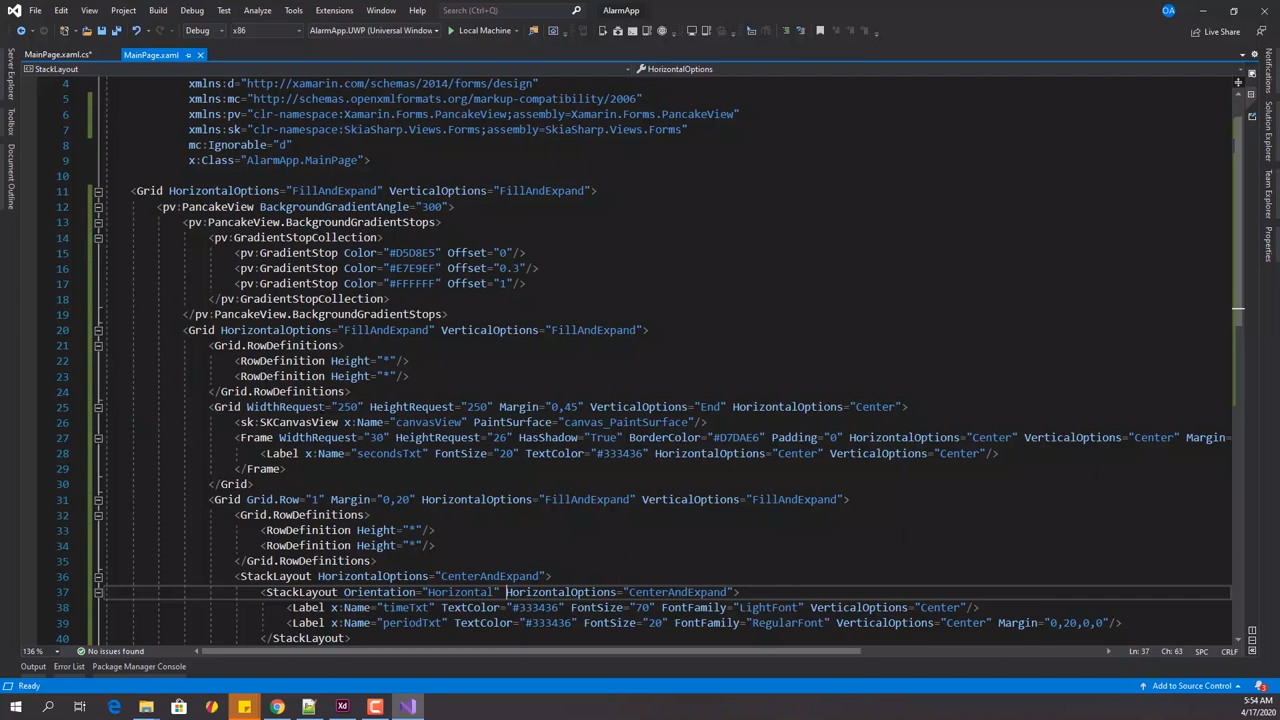 File Edit View Project Build Debug Test Analyze Tools Extensions Window Help Search (Ctrl+Q) AlarmApp OA
Debug x86 AlarmApp.UWP (Universal Window Local Machine Live Share
MainPage.xaml.cs* MainPage.xaml
StackLayout HorizontalOptions
Server Explorer
Toolbox
Document Outline
Notifications
Solution Explorer
Team Explorer
Properties
4 xmlns:d="http://xamarin.com/schemas/2014/forms/design"
5 xmlns:mc="http://schemas.openxmlformats.org/markup-compatibility/2006"
6 xmlns:pv="clr-namespace:Xamarin.Forms.PancakeView;assembly=Xamarin.Forms.PancakeView"
7 xmlns:sk="clr-namespace:SkiaSharp.Views.Forms;assembly=SkiaSharp.Views.Forms"
8 mc:Ignorable="d"
9 x:Class="AlarmApp.MainPage">
10
11 <Grid HorizontalOptions="FillAndExpand" VerticalOptions="FillAndExpand">
12 <pv:PancakeView BackgroundGradientAngle="300">
13 <pv:PancakeView.BackgroundGradientStops>
14 <pv:GradientStopCollection>
15 <pv:GradientStop Color="#D5D8E5" Offset="0"/>
16 <pv:GradientStop Color="#E7E9EF" Offset="0.3"/>
17 <pv:GradientStop Color="#FFFFFF" Offset="1"/>
18 </pv:GradientStopCollection>
19 </pv:PancakeView.BackgroundGradientStops>
20 <Grid HorizontalOptions="FillAndExpand" VerticalOptions="FillAndExpand">
21 <Grid.RowDefinitions>
22 <RowDefinition Height="*"/>
23 <RowDefinition Height="*"/>
24 </Grid.RowDefinitions>
25 <Grid WidthRequest="250" HeightRequest="250" Margin="0,45" VerticalOptions="End" HorizontalOptions="Center">
26 <sk:SKCanvasView x:Name="canvasView" PaintSurface="canvas_PaintSurface"/>
27 <Frame WidthRequest="30" HeightRequest="26" HasShadow="True" BorderColor="#D7DAE6" Padding="0" HorizontalOptions="Center" VerticalOptions="Center" Margin=
28 <Label x:Name="secondsTxt" FontSize="20" TextColor="#333436" HorizontalOptions="Center" VerticalOptions="Center"/>
29 </Frame>
30 </Grid>
31 <Grid Grid.Row="1" Margin="0,20" HorizontalOptions="FillAndExpand" VerticalOptions="FillAndExpand">
32 <Grid.RowDefinitions>
33 <RowDefinition Height="*"/>
34 <RowDefinition Height="*"/>
35 </Grid.RowDefinitions>
36 <StackLayout HorizontalOptions="CenterAndExpand">
37 <StackLayout Orientation="Horizontal" HorizontalOptions="CenterAndExpand">
38 <Label x:Name="timeTxt" TextColor="#333436" FontSize="70" FontFamily="LightFont" VerticalOptions="Center"/>
39 <Label x:Name="periodTxt" TextColor="#333436" FontSize="20" FontFamily="RegularFont" VerticalOptions="Center" Margin="0,20,0,0"/>
40 </StackLayout>
136 % No issues found Ln: 37 Ch: 63 SPC CRLF
Output Error List Package Manager Console
Ready Add to Source Control 3
5:54 AM
4/17/2020